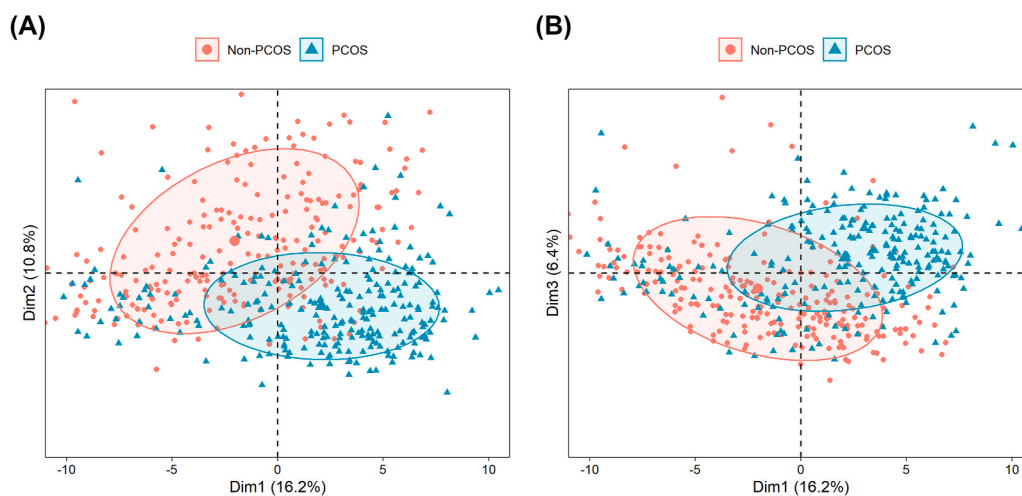 (A)
Non-PCOS PCOS
Dim2 (10.8%)
-10 -5 0 5 10
Dim1 (16.2%)
(B)
Non-PCOS PCOS
Dim3 (6.4%)
-10 -5 0 5 10
Dim1 (16.2%)